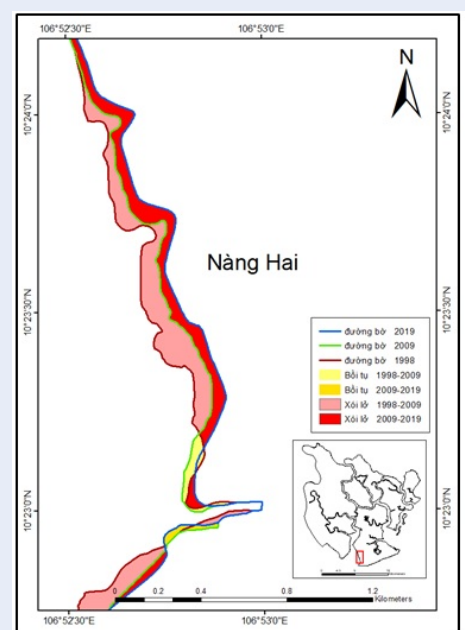 106°52'30"E
106°53'0"E
N
10°24'0"N
10°24'0"N
Nàng Hai
10°23'30"N
10°23'30"N
đường bờ 2019
đường bờ 2009
đường bờ 1998
Bồi tụ 1998-2009
Bồi tụ 2009-2019
Xói lở 1998-2009
Xói lở 2009-2019
10°23'0"N
10°23'0"N
0 0.2 0.4 0.8 1.2
Kilometers
106°52'30"E
106°53'0"E